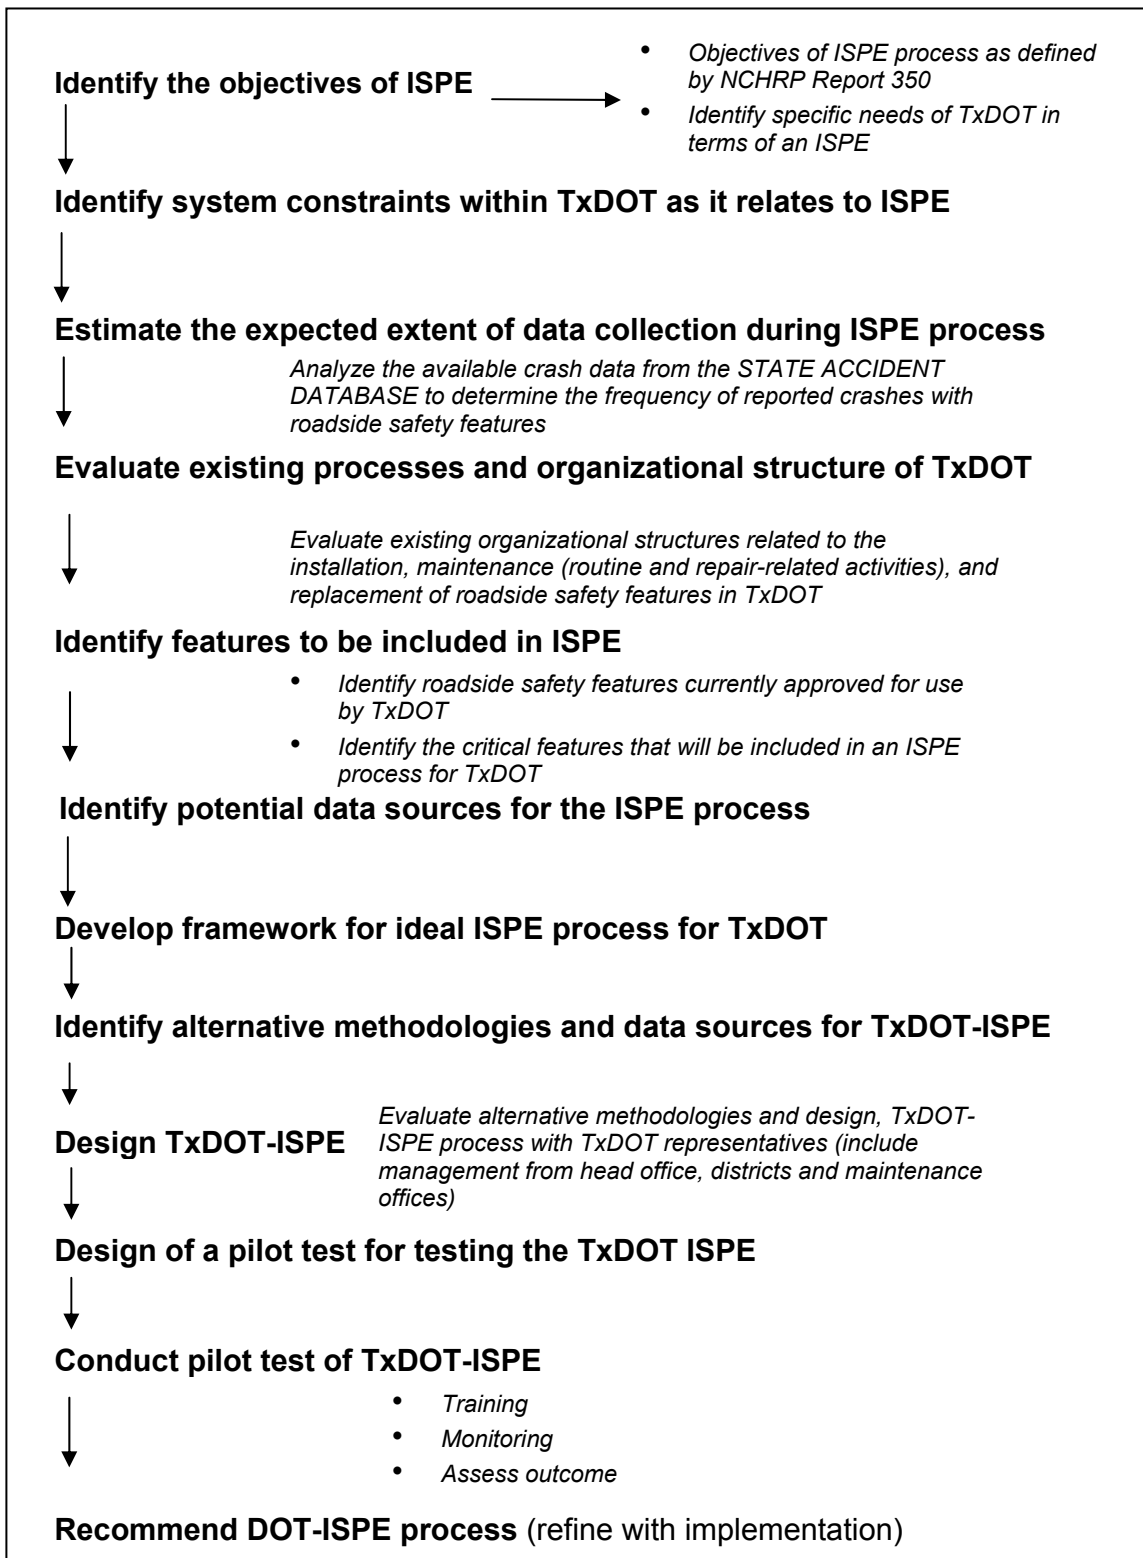 Identify the objectives of ISPE
• Objectives of ISPE process as defined
by NCHRP Report 350
• Identify specific needs of TxDOT in
terms of an ISPE
Identify system constraints within TxDOT as it relates to ISPE
Estimate the expected extent of data collection during ISPE process
Analyze the available crash data from the STATE ACCIDENT
DATABASE to determine the frequency of reported crashes with
roadside safety features
Evaluate existing processes and organizational structure of TxDOT
Evaluate existing organizational structures related to the
installation, maintenance (routine and repair-related activities), and
replacement of roadside safety features in TxDOT
Identify features to be included in ISPE
• Identify roadside safety features currently approved for use
by TxDOT
• Identify the critical features that will be included in an ISPE
process for TxDOT
Identify potential data sources for the ISPE process
Develop framework for ideal ISPE process for TxDOT
Identify alternative methodologies and data sources for TxDOT-ISPE
Design TxDOT-ISPE
Evaluate alternative methodologies and design, TxDOT-
ISPE process with TxDOT representatives (include
management from head office, districts and maintenance
offices)
Design of a pilot test for testing the TxDOT ISPE
Conduct pilot test of TxDOT-ISPE
• Training
• Monitoring
• Assess outcome
Recommend DOT-ISPE process (refine with implementation)